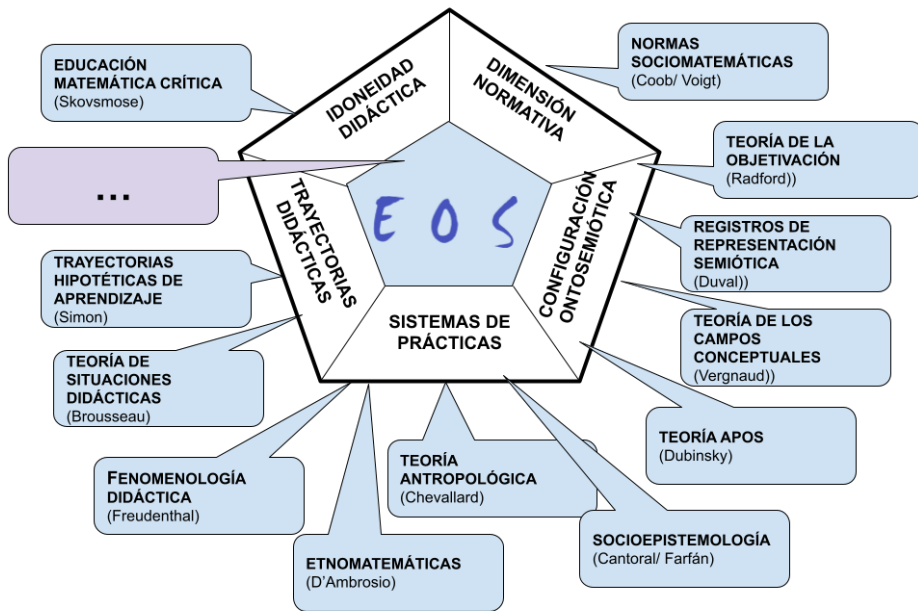 EDUCACIÓN
MATEMÁTICA CRÍTICA
(Skovsmose)
IDONEIDAD
DIDÁCTICA
DIMENSIÓN
NORMATIVA
NORMAS
SOCIOMATEMÁTICAS
(Coob/ Voigt)
...
TEORÍA DE LA
OBJETIVACIÓN
(Radford))
TRAYECTORIAS
DIDÁCTICAS
EOS
CONFIGURACIÓN
ONTOSEMIÓTICA
REGISTROS DE
REPRESENTACIÓN
SEMIÓTICA
(Duval))
TRAYECTORIAS
HIPOTÉTICAS DE
APRENDIZAJE
(Simon)
SISTEMAS DE
PRÁCTICAS
TEORÍA DE LOS
CAMPOS
CONCEPTUALES
(Vergnaud))
TEORÍA DE
SITUACIONES
DIDÁCTICAS
(Brousseau)
TEORÍA APOS
(Dubinsky)
FENOMENOLOGÍA
DIDÁCTICA
(Freudenthal)
TEORÍA
ANTROPOLÓGICA
(Chevallard)
SOCIOEPISTEMOLOGÍA
(Cantoral/ Farfán)
ETNOMATEMÁTICAS
(D'Ambrosio)